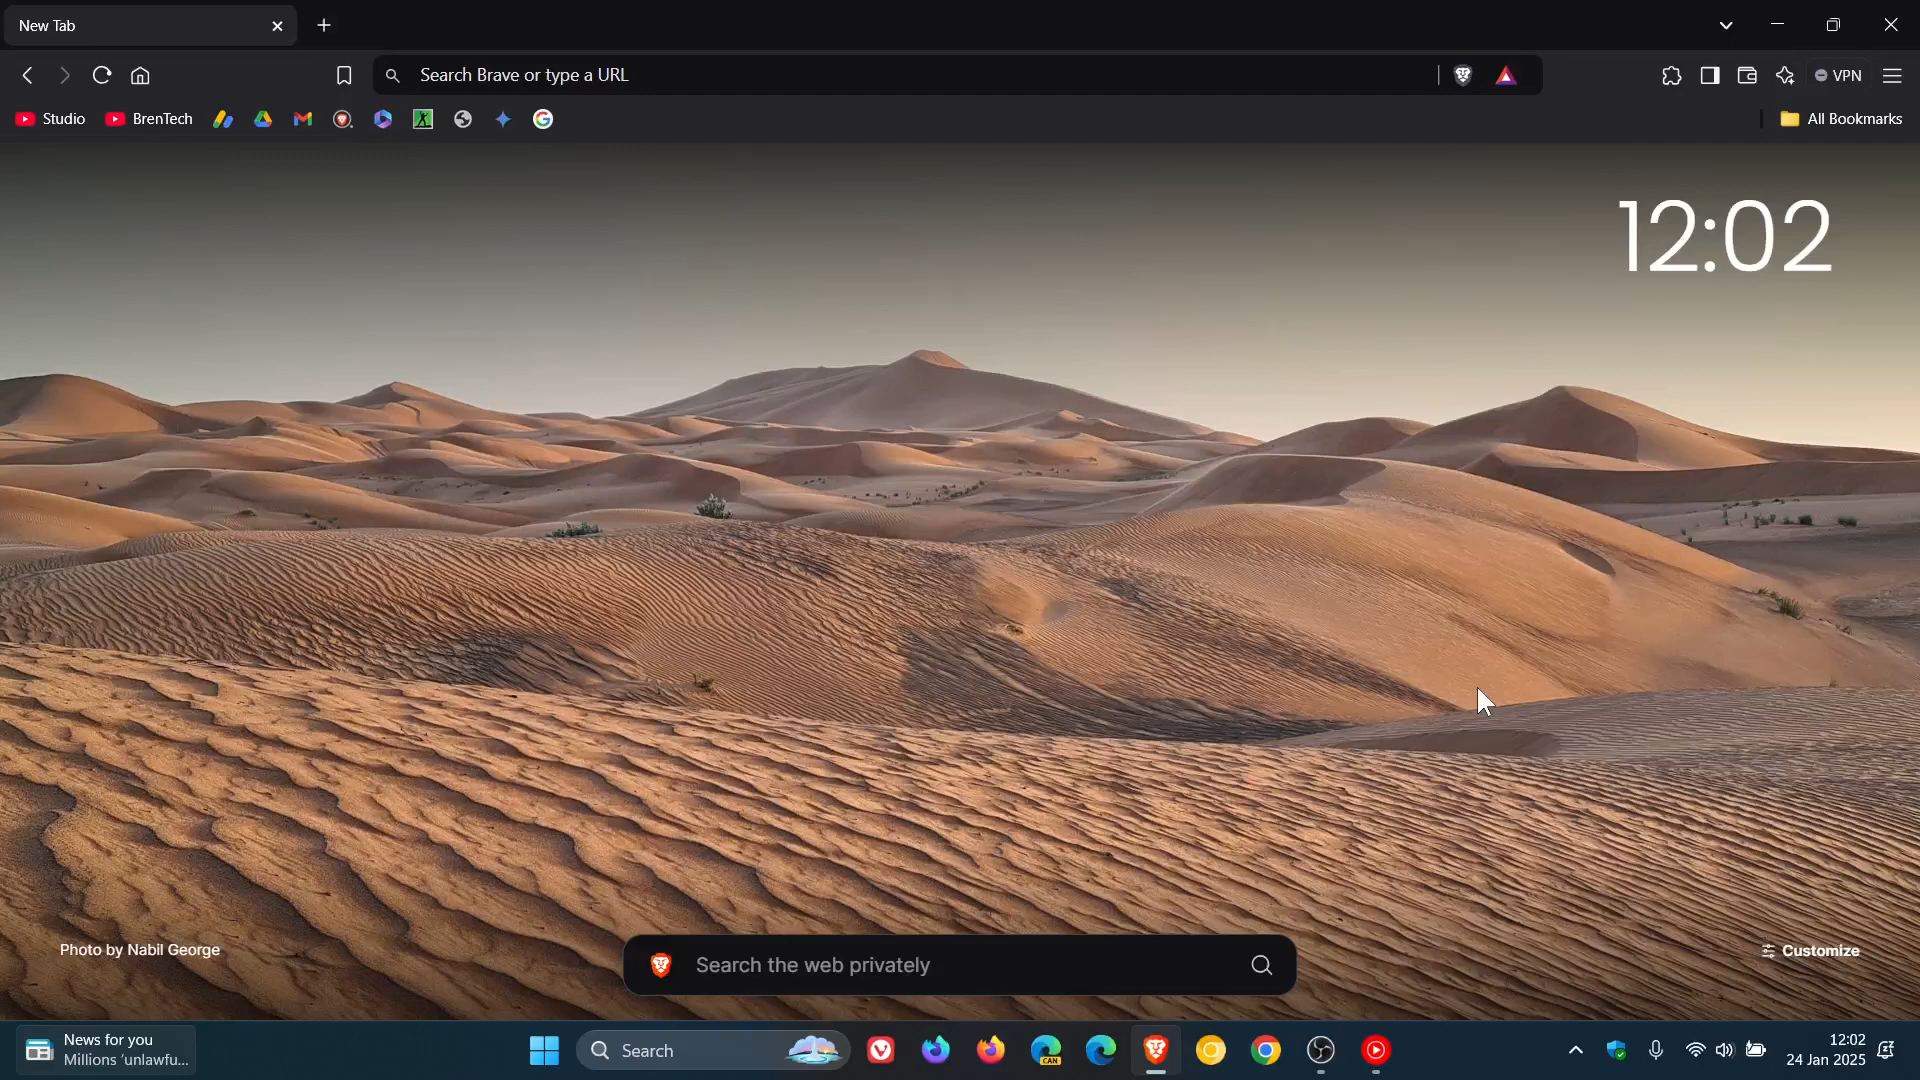 New Tab
Search Brave or type a URL
VPN
Studio
BrenTech
All Bookmarks
12:02
Photo by Nabil George
Search the web privately
Customize
News for you
Millions ‘unlawfu...
Search
CAN
12:02
24 Jan 2025